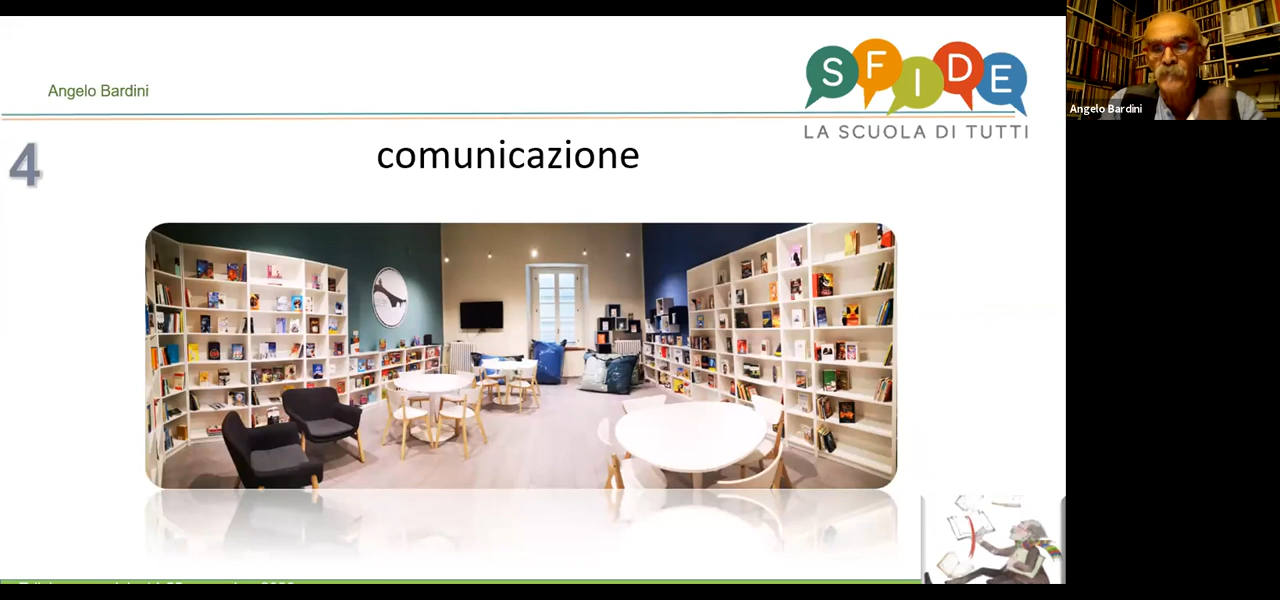 Angelo Bardini
SFIDE
LA SCUOLA DI TUTTI
Angelo Bardini
4
comunicazione